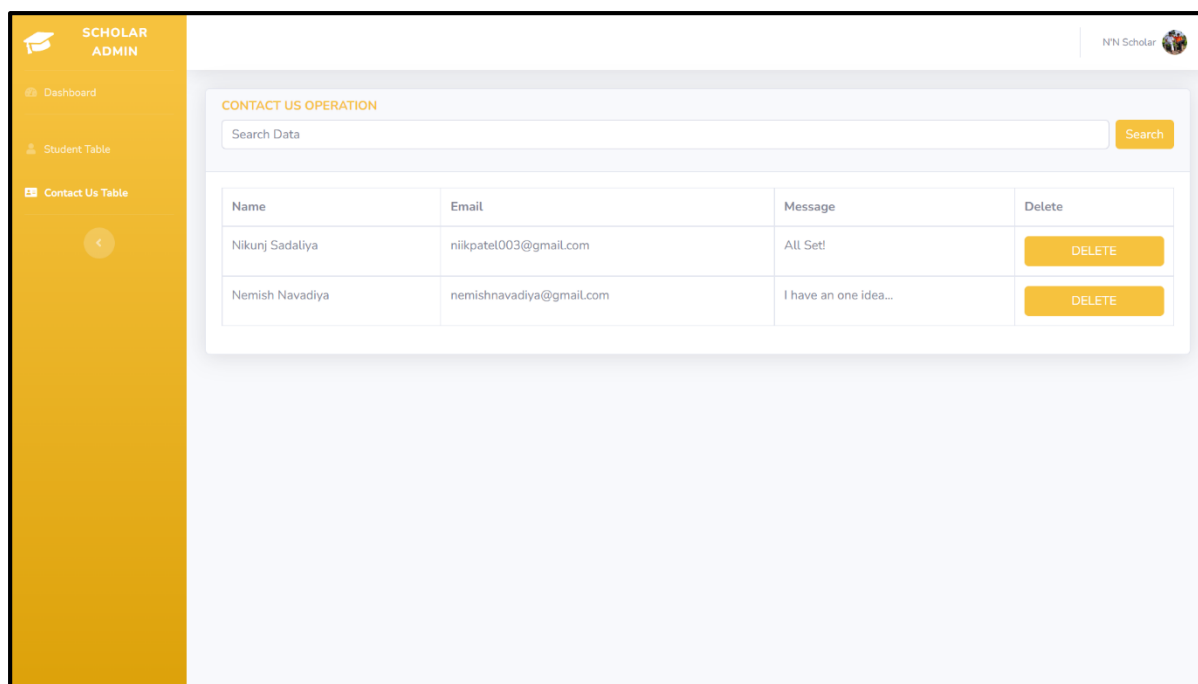 SCHOLAR
ADMIN
N'N Scholar
Dashboard
Student Table
Contact Us Table
CONTACT US OPERATION
Search Data
Search
Name Email Message Delete
Nikunj Sadaliya niikpatel003@gmail.com All Set! DELETE
Nemish Navadiya nemishnavadiya@gmail.com I have an one idea... DELETE